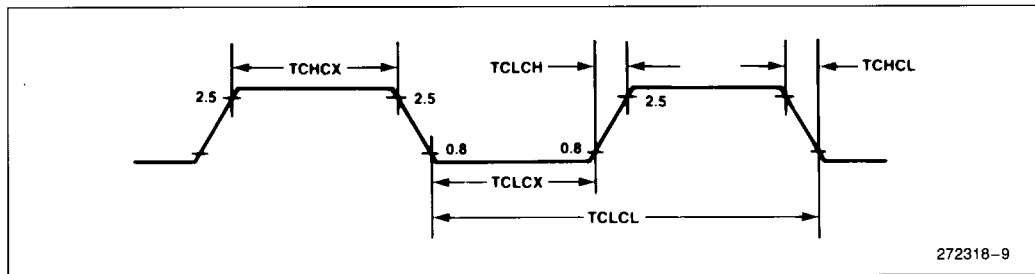 TCHCX TCLCH TCHCL
2.5 2.5 2.5
0.8 0.8
TCLCX
TCLCL
272318-9